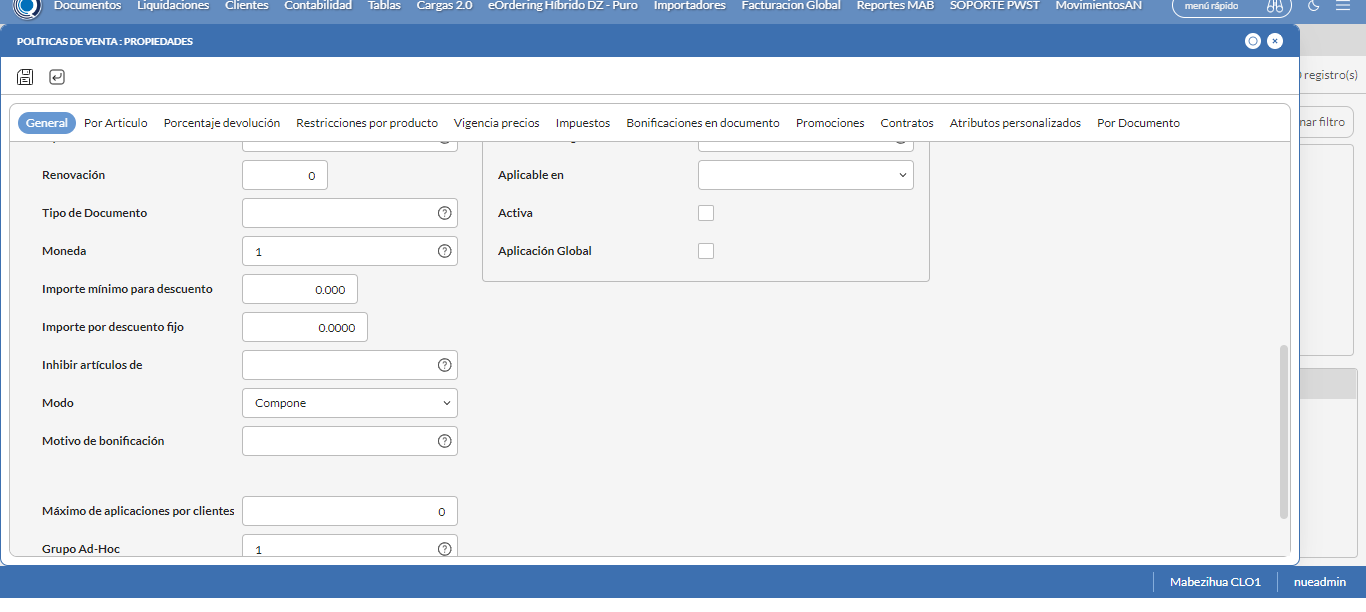 Documentos Liquidaciones Clientes Contabilidad Tablas Cargas 2.0 eOrdering Híbrido DZ - Puro Importadores Facturacion Global Reportes MAB SOPORTE PWST MovimientosAN menú rápido
POLÍTICAS DE VENTA : PROPIEDADES
registro(s)
General Por Articulo Porcentaje devolución Restricciones por producto Vigencia precios Impuestos Bonificaciones en documento Promociones Contratos Atributos personalizados Por Documento
filtro
Renovación 0 Aplicable en
Tipo de Documento Activa
Moneda 1 Aplicación Global
Importe mínimo para descuento 0.000
Importe por descuento fijo 0.0000
Inhibir artículos de
Modo Compone
Motivo de bonificación
Máximo de aplicaciones por clientes 0
Grupo Ad-Hoc 1
Mabezihua CLO1 nueadmin